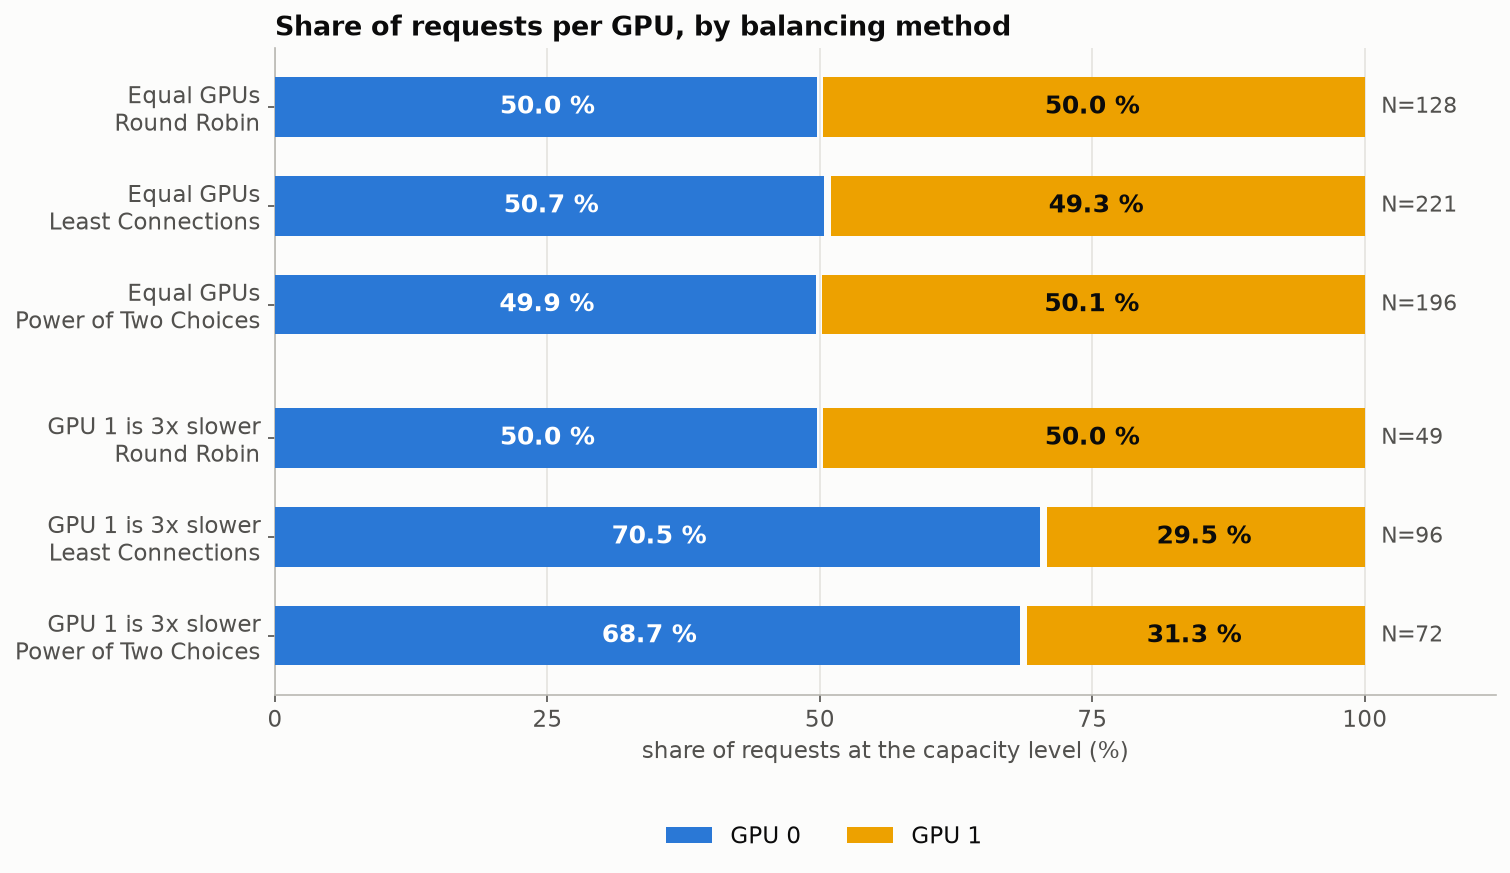 Share of requests per GPU, by balancing method
Equal GPUs
Round Robin
50.0 %
50.0 %
N=128
Equal GPUs
Least Connections
50.7 %
49.3 %
N=221
Equal GPUs
Power of Two Choices
49.9 %
50.1 %
N=196
GPU 1 is 3x slower
Round Robin
50.0 %
50.0 %
N=49
GPU 1 is 3x slower
Least Connections
70.5 %
29.5 %
N=96
GPU 1 is 3x slower
Power of Two Choices
68.7 %
31.3 %
N=72
0
25
50
75
100
share of requests at the capacity level (%)
GPU 0
GPU 1